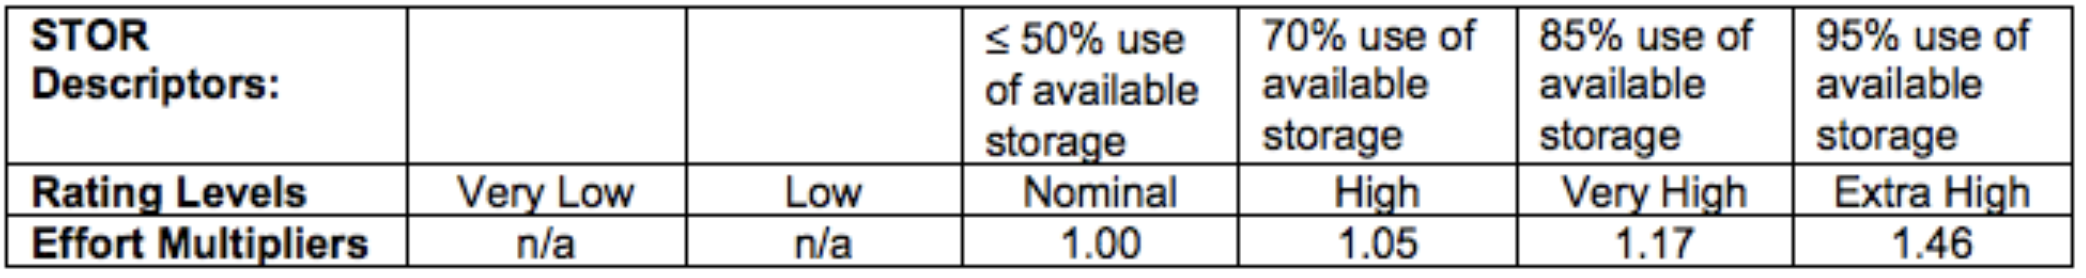 STOR Descriptors: ≤ 50% use of available storage 70% use of available storage 85% use of available storage 95% use of available storage
Rating Levels Very Low Low Nominal High Very High Extra High
Effort Multipliers n/a n/a 1.00 1.05 1.17 1.46